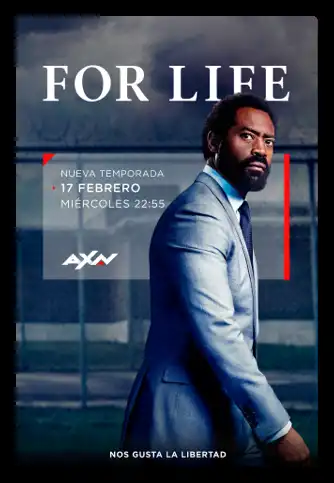 FOR LIFE
NUEVA TEMPORADA
17 FEBRERO
MIÉRCOLES 22:55
AXN
NOS GUSTA LA LIBERTAD